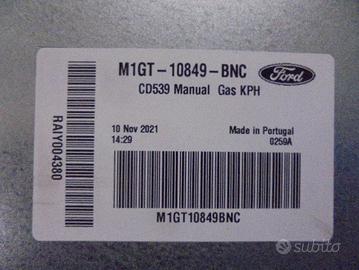 M1GT-10849-BNC
Ford
CD539 Manual Gas KPH
RAIY004380
10 Nov 2021
14:29
Made in Portugal
0259A
M1GT10849BNC
subito